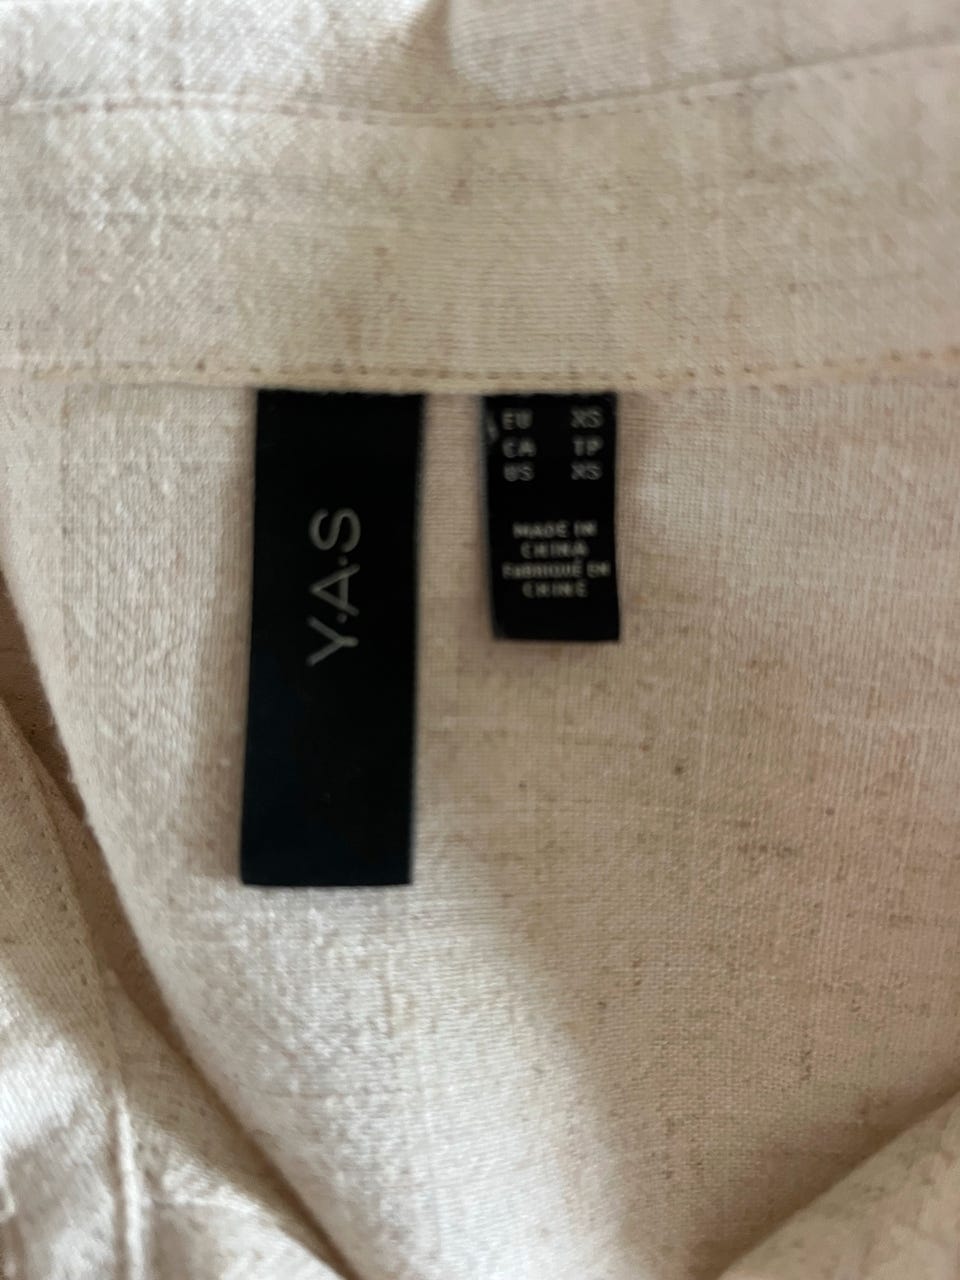 Y.A.S
EU XS
CA TP
US XS
MADE IN
CHINA
FABRIQUÉ EN
CHINE